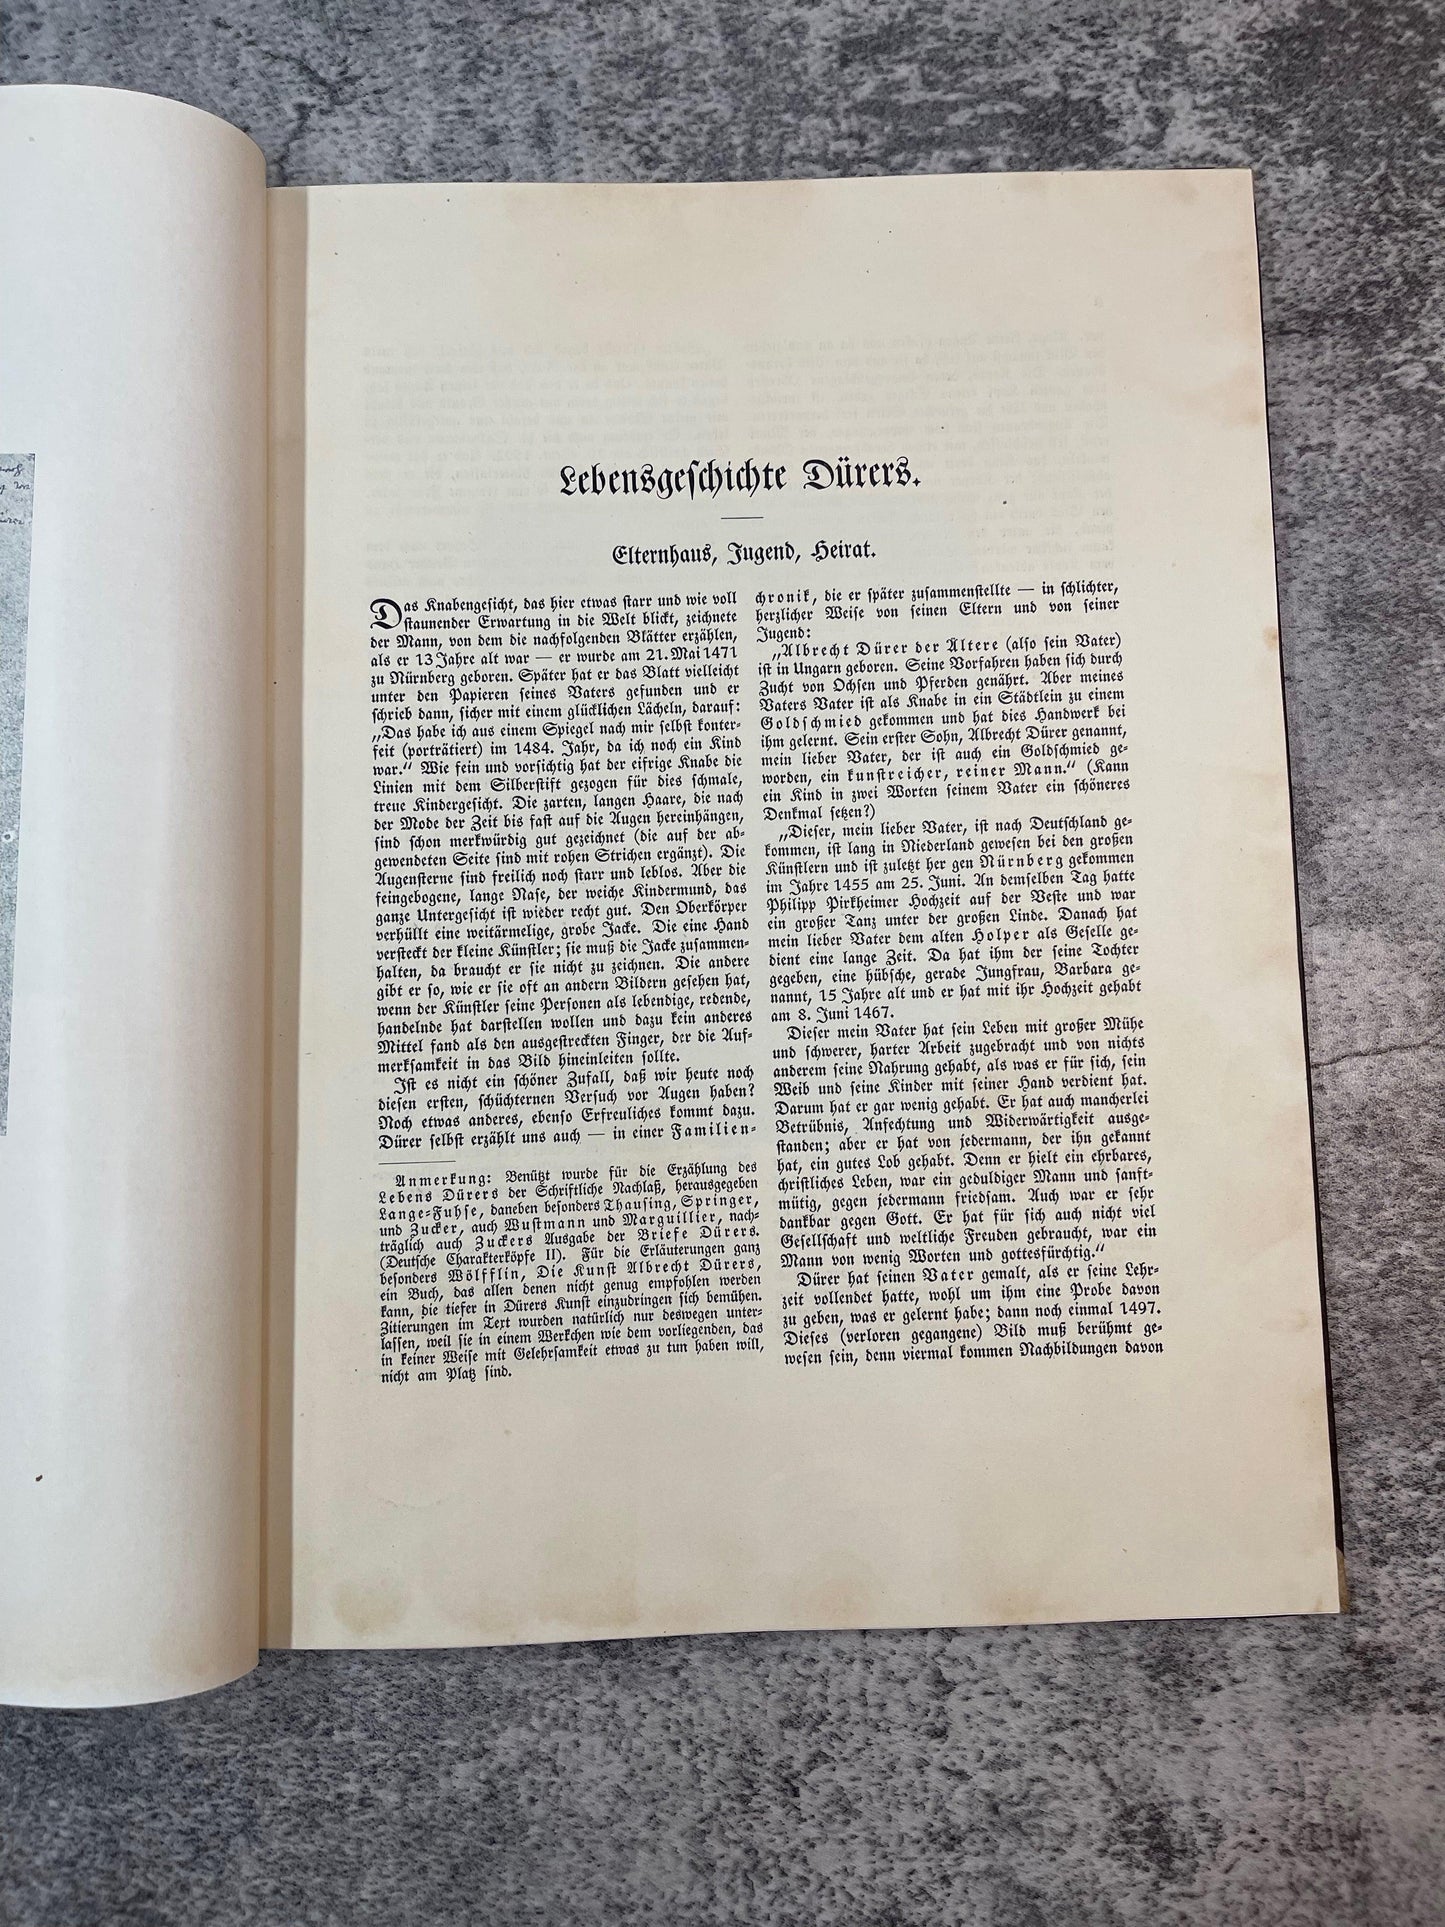 Lebensgeschichte Dürers.
Elternhaus, Jugend, Heirat.
Das Knabengesicht, das hier etwas starr und wie voll
staunender Erwartung in die Welt blickt, zeichnete
der Mann, von dem die nachfolgenden Blätter erzählen,
als er 13 Jahre alt war — er wurde am 21. Mai 1471
zu Nürnberg geboren. Später hat er das Blatt vielleicht
unter den Papieren seines Vaters gefunden und er
schrieb dann, sicher mit einem glücklichen Lächeln, darauf:
„Das habe ich aus einem Spiegel nach mir selbst konter-
feit (porträtiert) im 1484. Jahr, da ich noch ein Kind
war.“ Wie fein und vorsichtig hat der eifrige Knabe die
Linien mit dem Silberstift gezogen für dies schmale,
treue Kindergesicht. Die zarten, langen Haare, die nach
der Mode der Zeit bis fast auf die Augen hereinhängen,
sind schon merkwürdig gut gezeichnet (die auf der ab-
gewendeten Seite sind mit rohen Strichen ergänzt). Die
Augensterne sind freilich noch starr und leblos. Aber die
feingebogene, lange Nase, der weiche Kindermund, das
ganze Untergesicht ist wieder recht gut. Den Oberkörper
verhüllt eine weitärmelige, grobe Jacke. Die eine Hand
versteckt der kleine Künstler; sie muß die Jacke zusammen-
halten, da braucht er sie nicht zu zeichnen. Die andere
gibt er so, wie er sie oft an andern Bildern gesehen hat,
wenn der Künstler seine Personen als lebendige, redende,
handelnde hat darstellen wollen und dazu kein anderes
Mittel fand als den ausgestreckten Finger, der die Auf-
merksamkeit in das Bild hineinleiten sollte.
Ist es nicht ein schöner Zufall, daß wir heute noch
diesen ersten, schüchternen Versuch vor Augen haben?
Noch etwas anderes, ebenso Erfreuliches kommt dazu.
Dürer selbst erzählt uns auch — in einer Familien-
Anmerkung: Benützt wurde für die Erzählung des
Lebens Dürers der Schriftliche Nachlaß, herausgegeben
Lange-Fuhse, daneben besonders Thausing, Springer,
und Zucker, auch Wustmann und Marguillier, nach-
träglich auch Zuckers Ausgabe der Briefe Dürers.
(Deutsche Charakterköpfe II). Für die Erläuterungen ganz
besonders Wölfflin, Die Kunst Albrecht Dürers,
ein Buch, das allen denen nicht genug empfohlen werden
kann, die tiefer in Dürers Kunst einzudringen sich bemühen.
Zitierungen im Text wurden natürlich nur deswegen unter-
lassen, weil sie in einem Werkchen wie dem vorliegenden, das
in keiner Weise mit Gelehrsamkeit etwas zu tun haben will,
nicht am Platz sind.
chronik, die er später zusammenstellte — in schlichter,
herzlicher Weise von seinen Eltern und von seiner
Jugend:
„Albrecht Dürer der Ältere (also sein Vater)
ist in Ungarn geboren. Seine Vorfahren haben sich durch
Zucht von Ochsen und Pferden genährt. Aber meines
Vaters Vater ist als Knabe in ein Städtlein zu einem
Goldschmied gekommen und hat dies Handwerk bei
ihm gelernt. Sein erster Sohn, Albrecht Dürer genannt,
mein lieber Vater, der ist auch ein Goldschmied ge-
worden, ein kunstreicher, reiner Mann.“ (Kann
ein Kind in zwei Worten seinem Vater ein schöneres
Denkmal setzen?)
„Dieser, mein lieber Vater, ist nach Deutschland ge-
kommen, ist lang in Niederland gewesen bei den großen
Künstlern und ist zuletzt her gen Nürnberg gekommen
im Jahre 1455 am 25. Juni. An demselben Tag hatte
Philipp Pirkheimer Hochzeit auf der Veste und war
ein großer Tanz unter der großen Linde. Danach hat
mein lieber Vater dem alten Holper als Geselle ge-
dient eine lange Zeit. Da hat ihm der seine Tochter
gegeben, eine hübsche, gerade Jungfrau, Barbara ge-
nannt, 15 Jahre alt und er hat mit ihr Hochzeit gehabt
am 8. Juni 1467.
Dieser mein Vater hat sein Leben mit großer Mühe
und schwerer, harter Arbeit zugebracht und von nichts
anderem seine Nahrung gehabt, als was er für sich, sein
Weib und seine Kinder mit seiner Hand verdient hat.
Darum hat er gar wenig gehabt. Er hat auch mancherlei
Betrübnis, Anfechtung und Widerwärtigkeit ausge-
standen; aber er hat von jedermann, der ihn gekannt
hat, ein gutes Lob gehabt. Denn er hielt ein ehrbares,
christliches Leben, war ein geduldiger Mann und sanft-
mütig, gegen jedermann friedsam. Auch war er sehr
dankbar gegen Gott. Er hat für sich auch nicht viel
Gesellschaft und weltliche Freuden gebraucht, war ein
Mann von wenig Worten und gottesfürchtig.“
Dürer hat seinen Vater gemalt, als er seine Lehr-
zeit vollendet hatte, wohl um ihm eine Probe davon
zu geben, was er gelernt habe; dann noch einmal 1497.
Dieses (verloren gegangene) Bild muß berühmt ge-
wesen sein, denn viermal kommen Nachbildungen davon